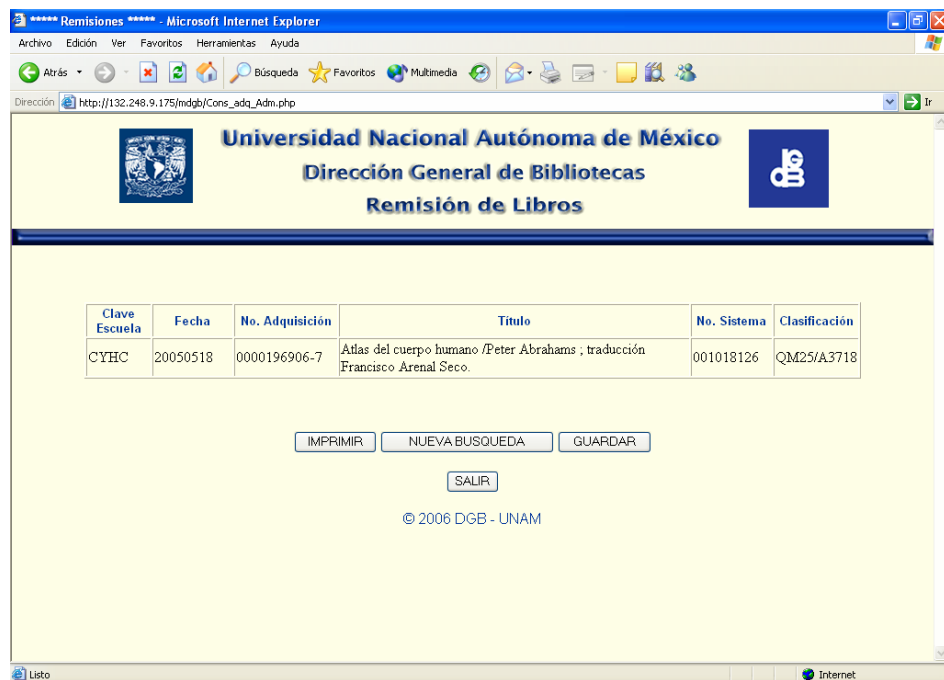 ***** Remisiones ***** - Microsoft Internet Explorer
Archivo Edición Ver Favoritos Herramientas Ayuda
Atrás Búsqueda Favoritos Multimedia
Dirección http://132.248.9.175/mdgb/Cons_adq_Adm.php Ir
Universidad Nacional Autónoma de México
Dirección General de Bibliotecas
Remisión de Libros
Clave Escuela Fecha No. Adquisición Título No. Sistema Clasificación
CYHC 20050518 0000196906-7 Atlas del cuerpo humano /Peter Abrahams ; traducción
Francisco Arenal Seco. 001018126 QM25/A3718
IMPRIMIR NUEVA BUSQUEDA GUARDAR
SALIR
© 2006 DGB - UNAM
Listo Internet